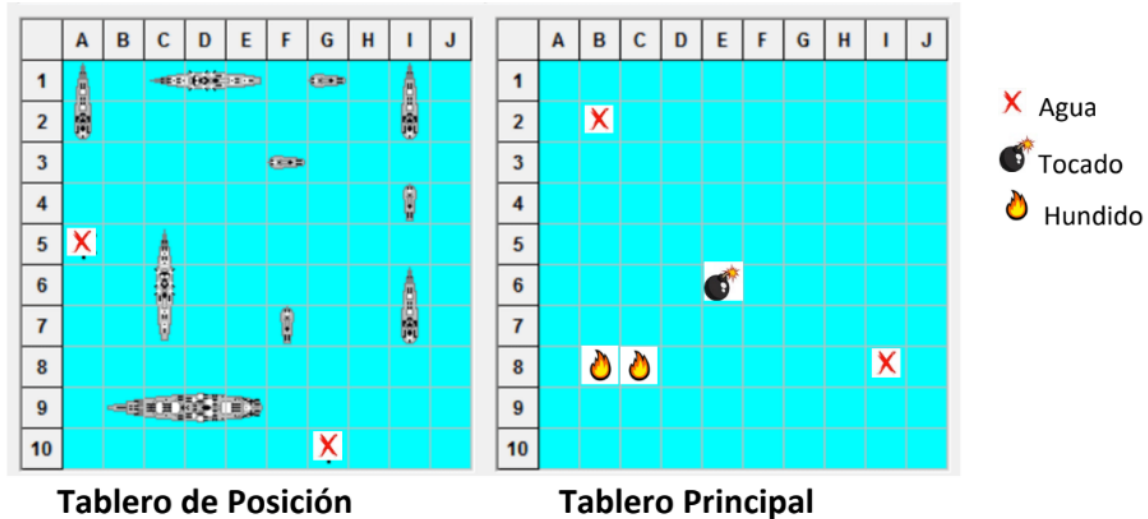 A B C D E F G H I J
1
2
3
4
5
6
7
8
9
10
Tablero de Posición
A B C D E F G H I J
1
2
3
4
5
6
7
8
9
10
Tablero Principal
Agua
Tocado
Hundido